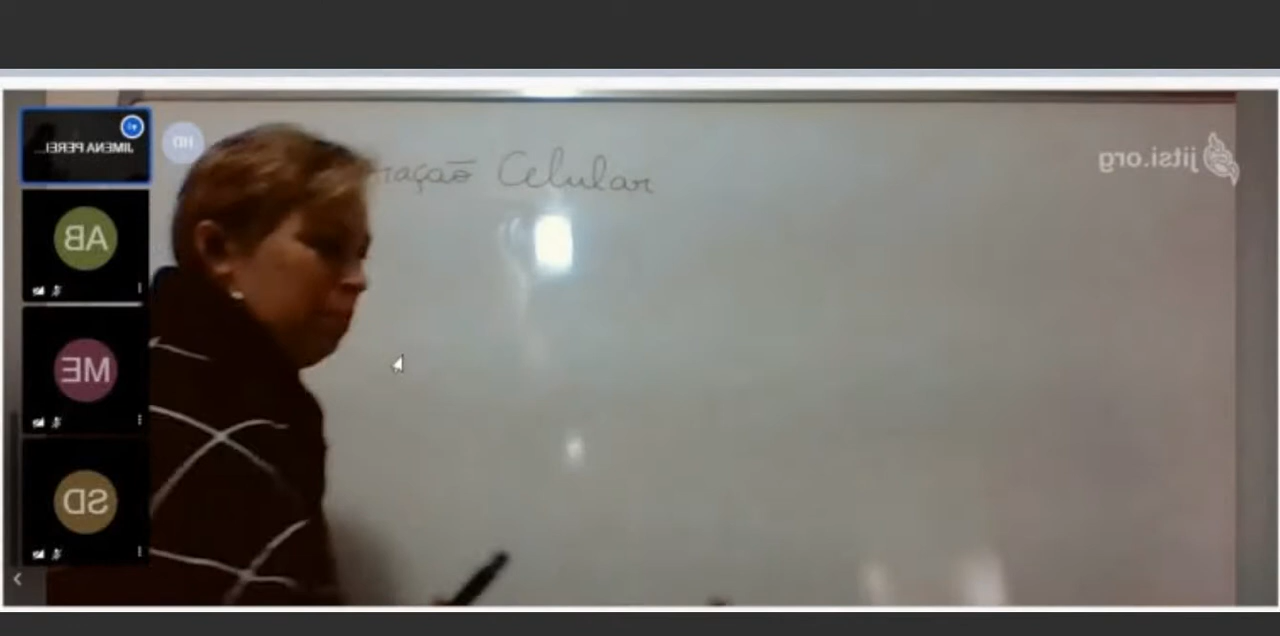 JIMENA PEREI...
HD
ração Celular
jitsi.org
AB
ME
SD